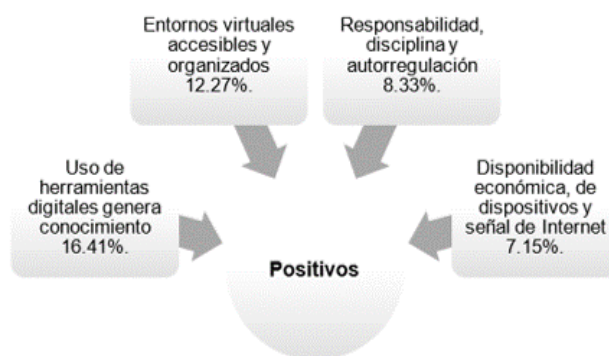 Entornos virtuales
accesibles y
organizados
12.27%.
Responsabilidad,
disciplina y
autorregulación
8.33%.
Uso de
herramientas
digitales genera
conocimiento
16.41%.
Disponibilidad
económica, de
dispositivos y
señal de Internet
7.15%.
Positivos